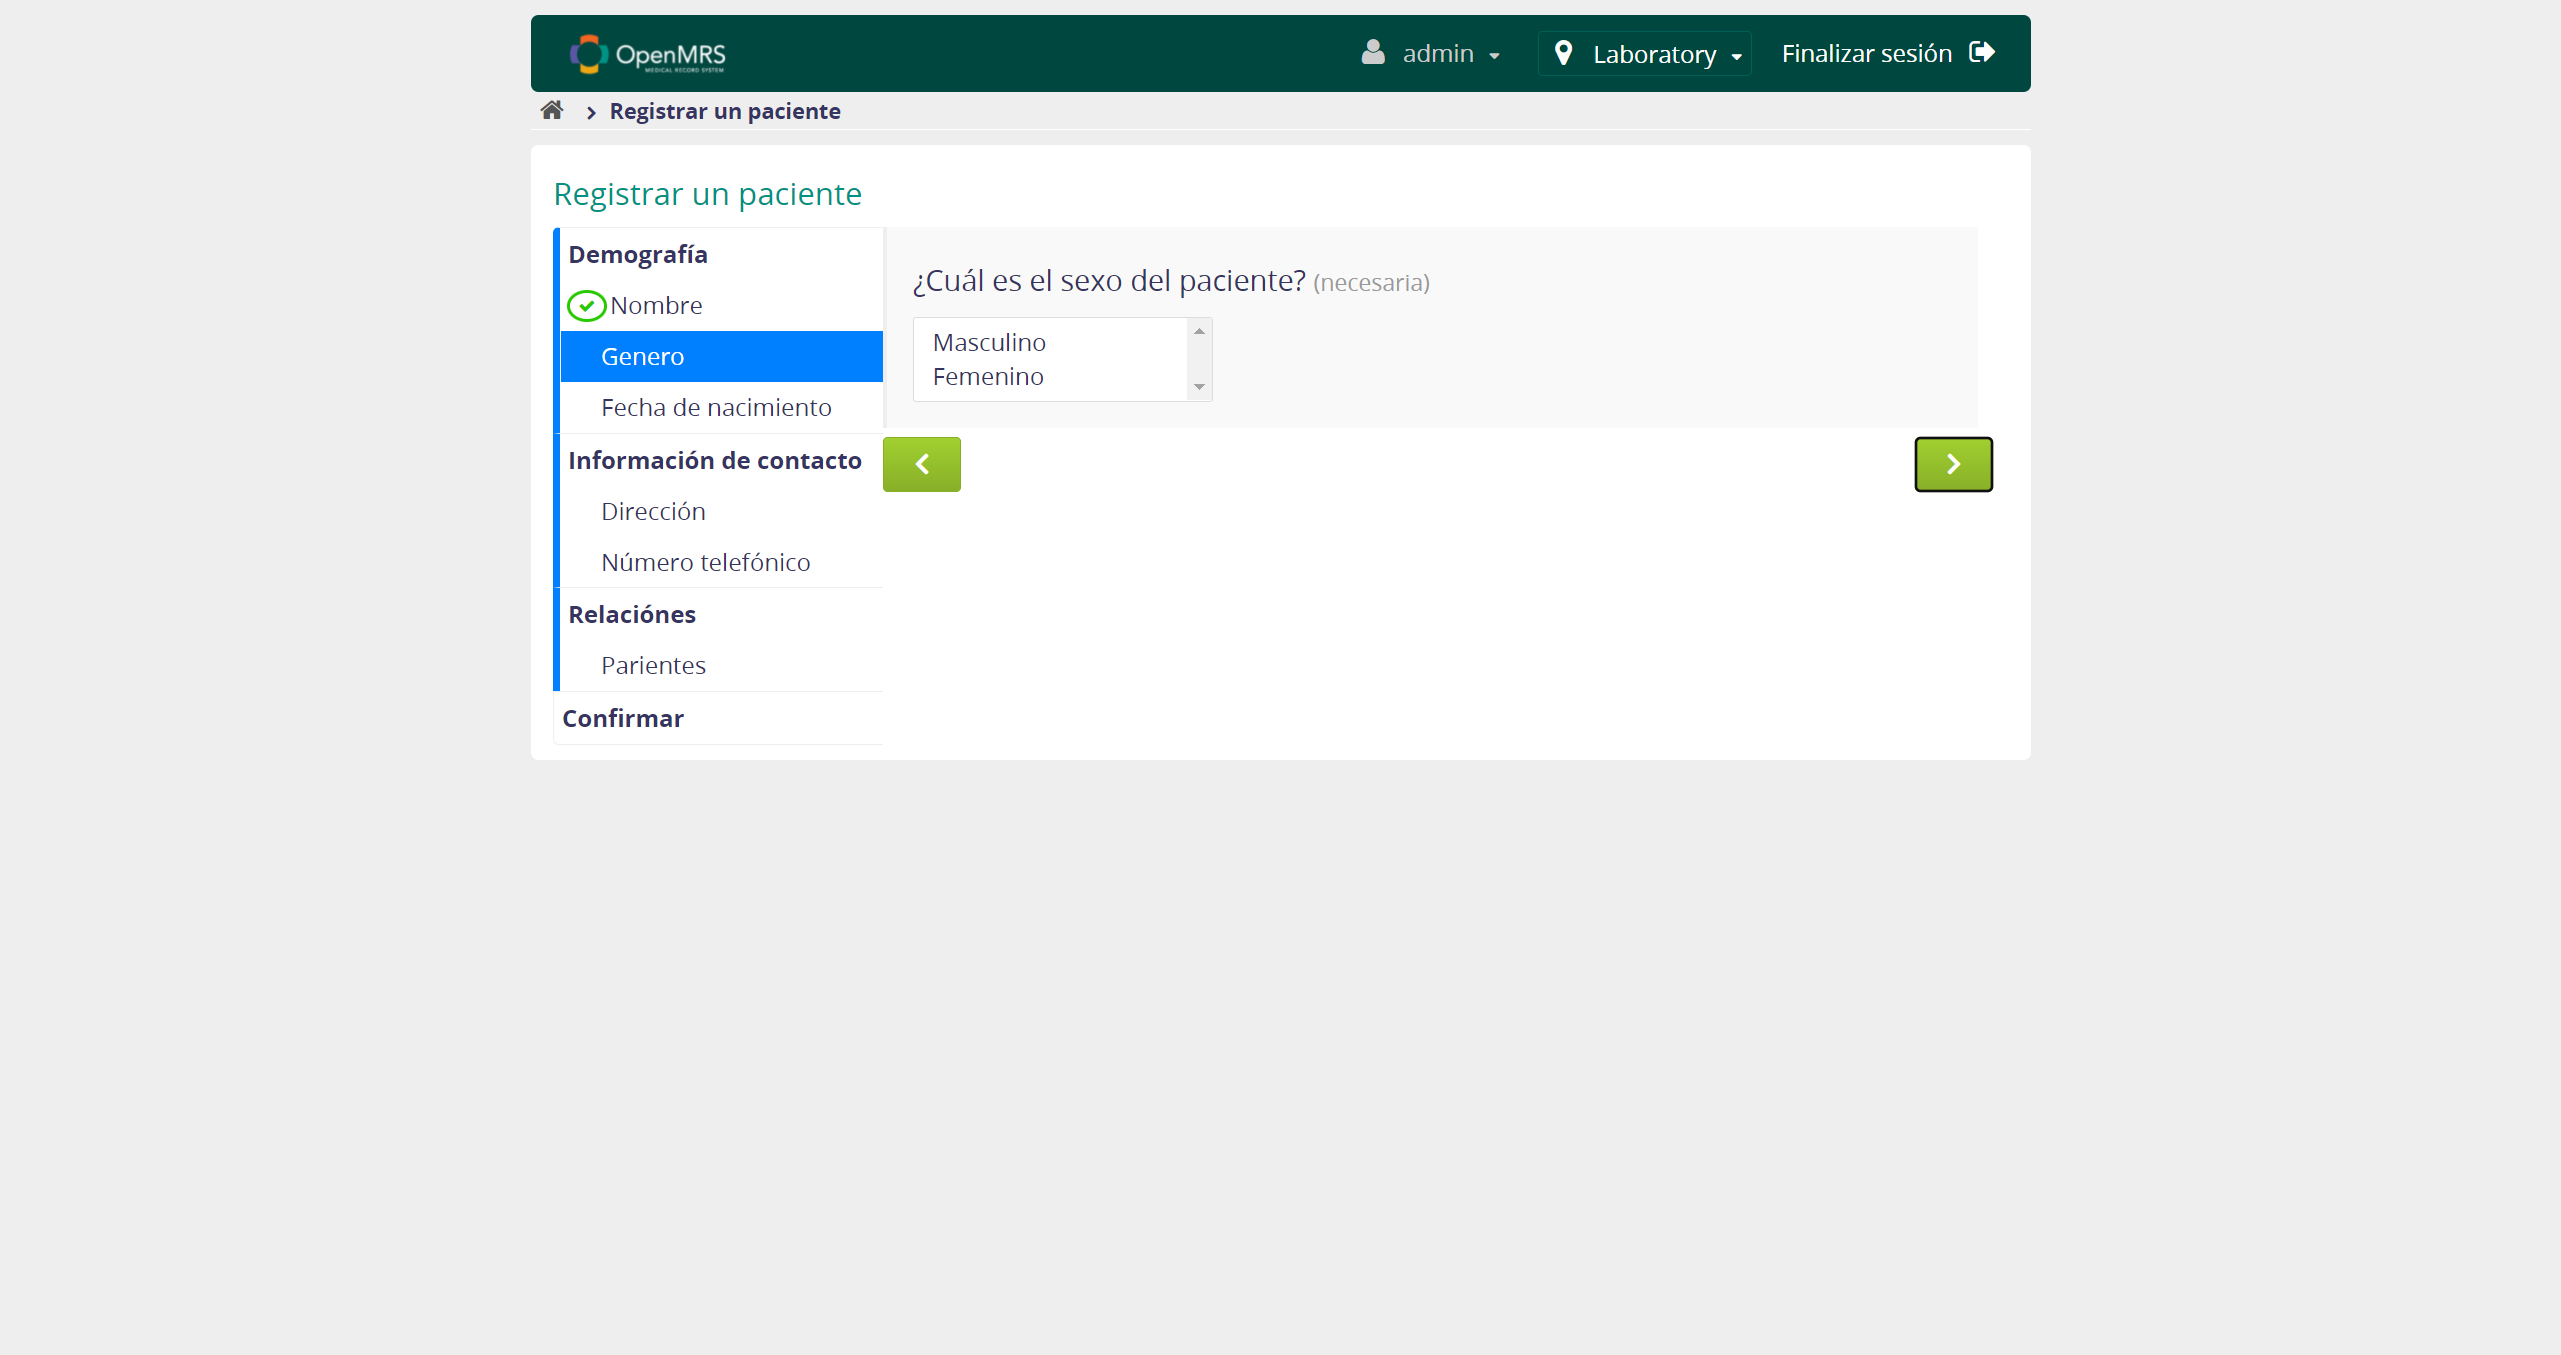 OpenMRS
MEDICAL RECORD SYSTEM
admin
Laboratory
Finalizar sesión
Registrar un paciente
Registrar un paciente
Demografía
Nombre
Genero
Fecha de nacimiento
Información de contacto
Dirección
Número telefónico
Relaciónes
Parientes
Confirmar
¿Cuál es el sexo del paciente? (necesaria)
Masculino
Femenino